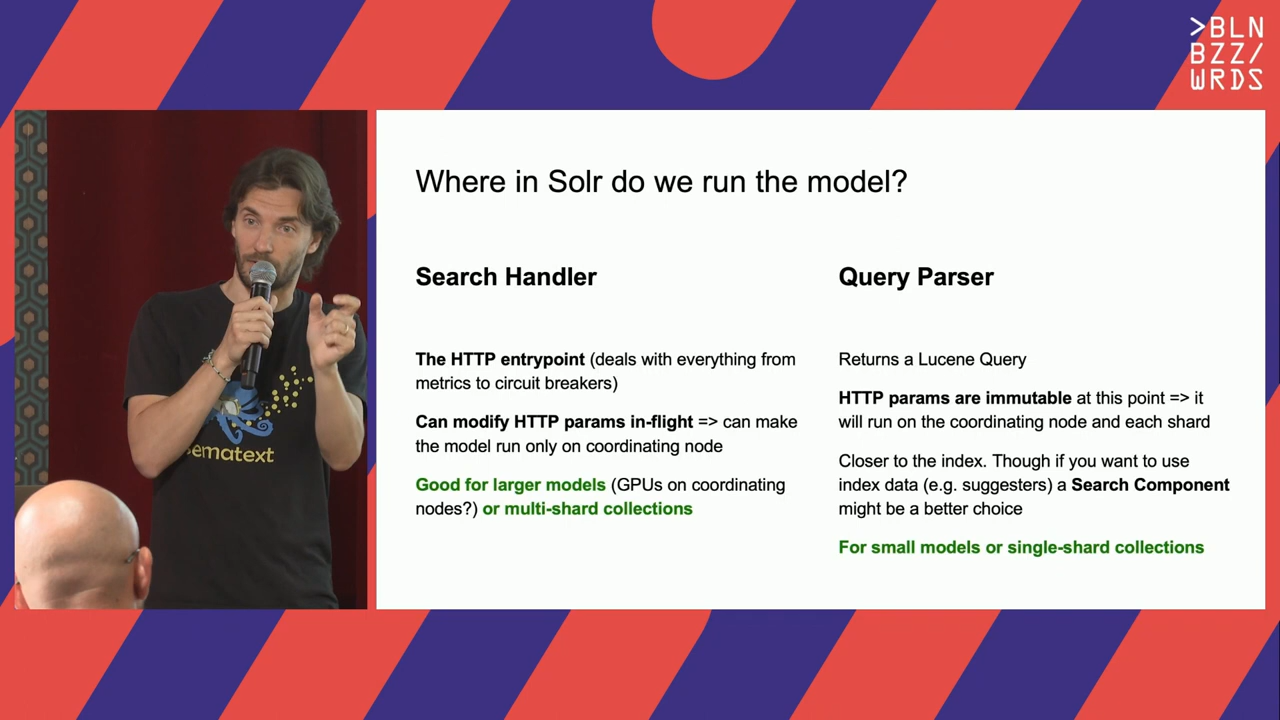 >BLN
BZZ/
WRDS
Where in Solr do we run the model?
Search Handler
The HTTP entrypoint (deals with everything from
metrics to circuit breakers)
Can modify HTTP params in-flight => can make
the model run only on coordinating node
Good for larger models (GPUs on coordinating
nodes?) or multi-shard collections
Query Parser
Returns a Lucene Query
HTTP params are immutable at this point => it
will run on the coordinating node and each shard
Closer to the index. Though if you want to use
index data (e.g. suggesters) a Search Component
might be a better choice
For small models or single-shard collections
sematext